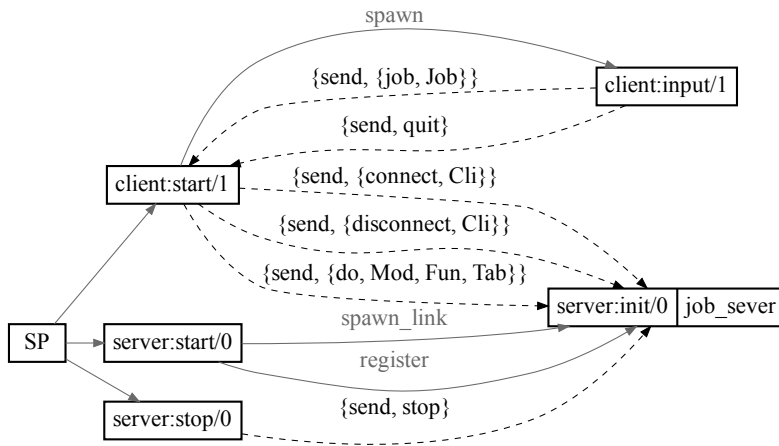 spawn
{send, {job, Job}}
client:input/1
{send, quit}
client:start/1
{send, {connect, Cli}}
{send, {disconnect, Cli}}
{send, {do, Mod, Fun, Tab}}
server:init/0 job_sever
spawn_link
SP
server:start/0
register
server:stop/0
{send, stop}